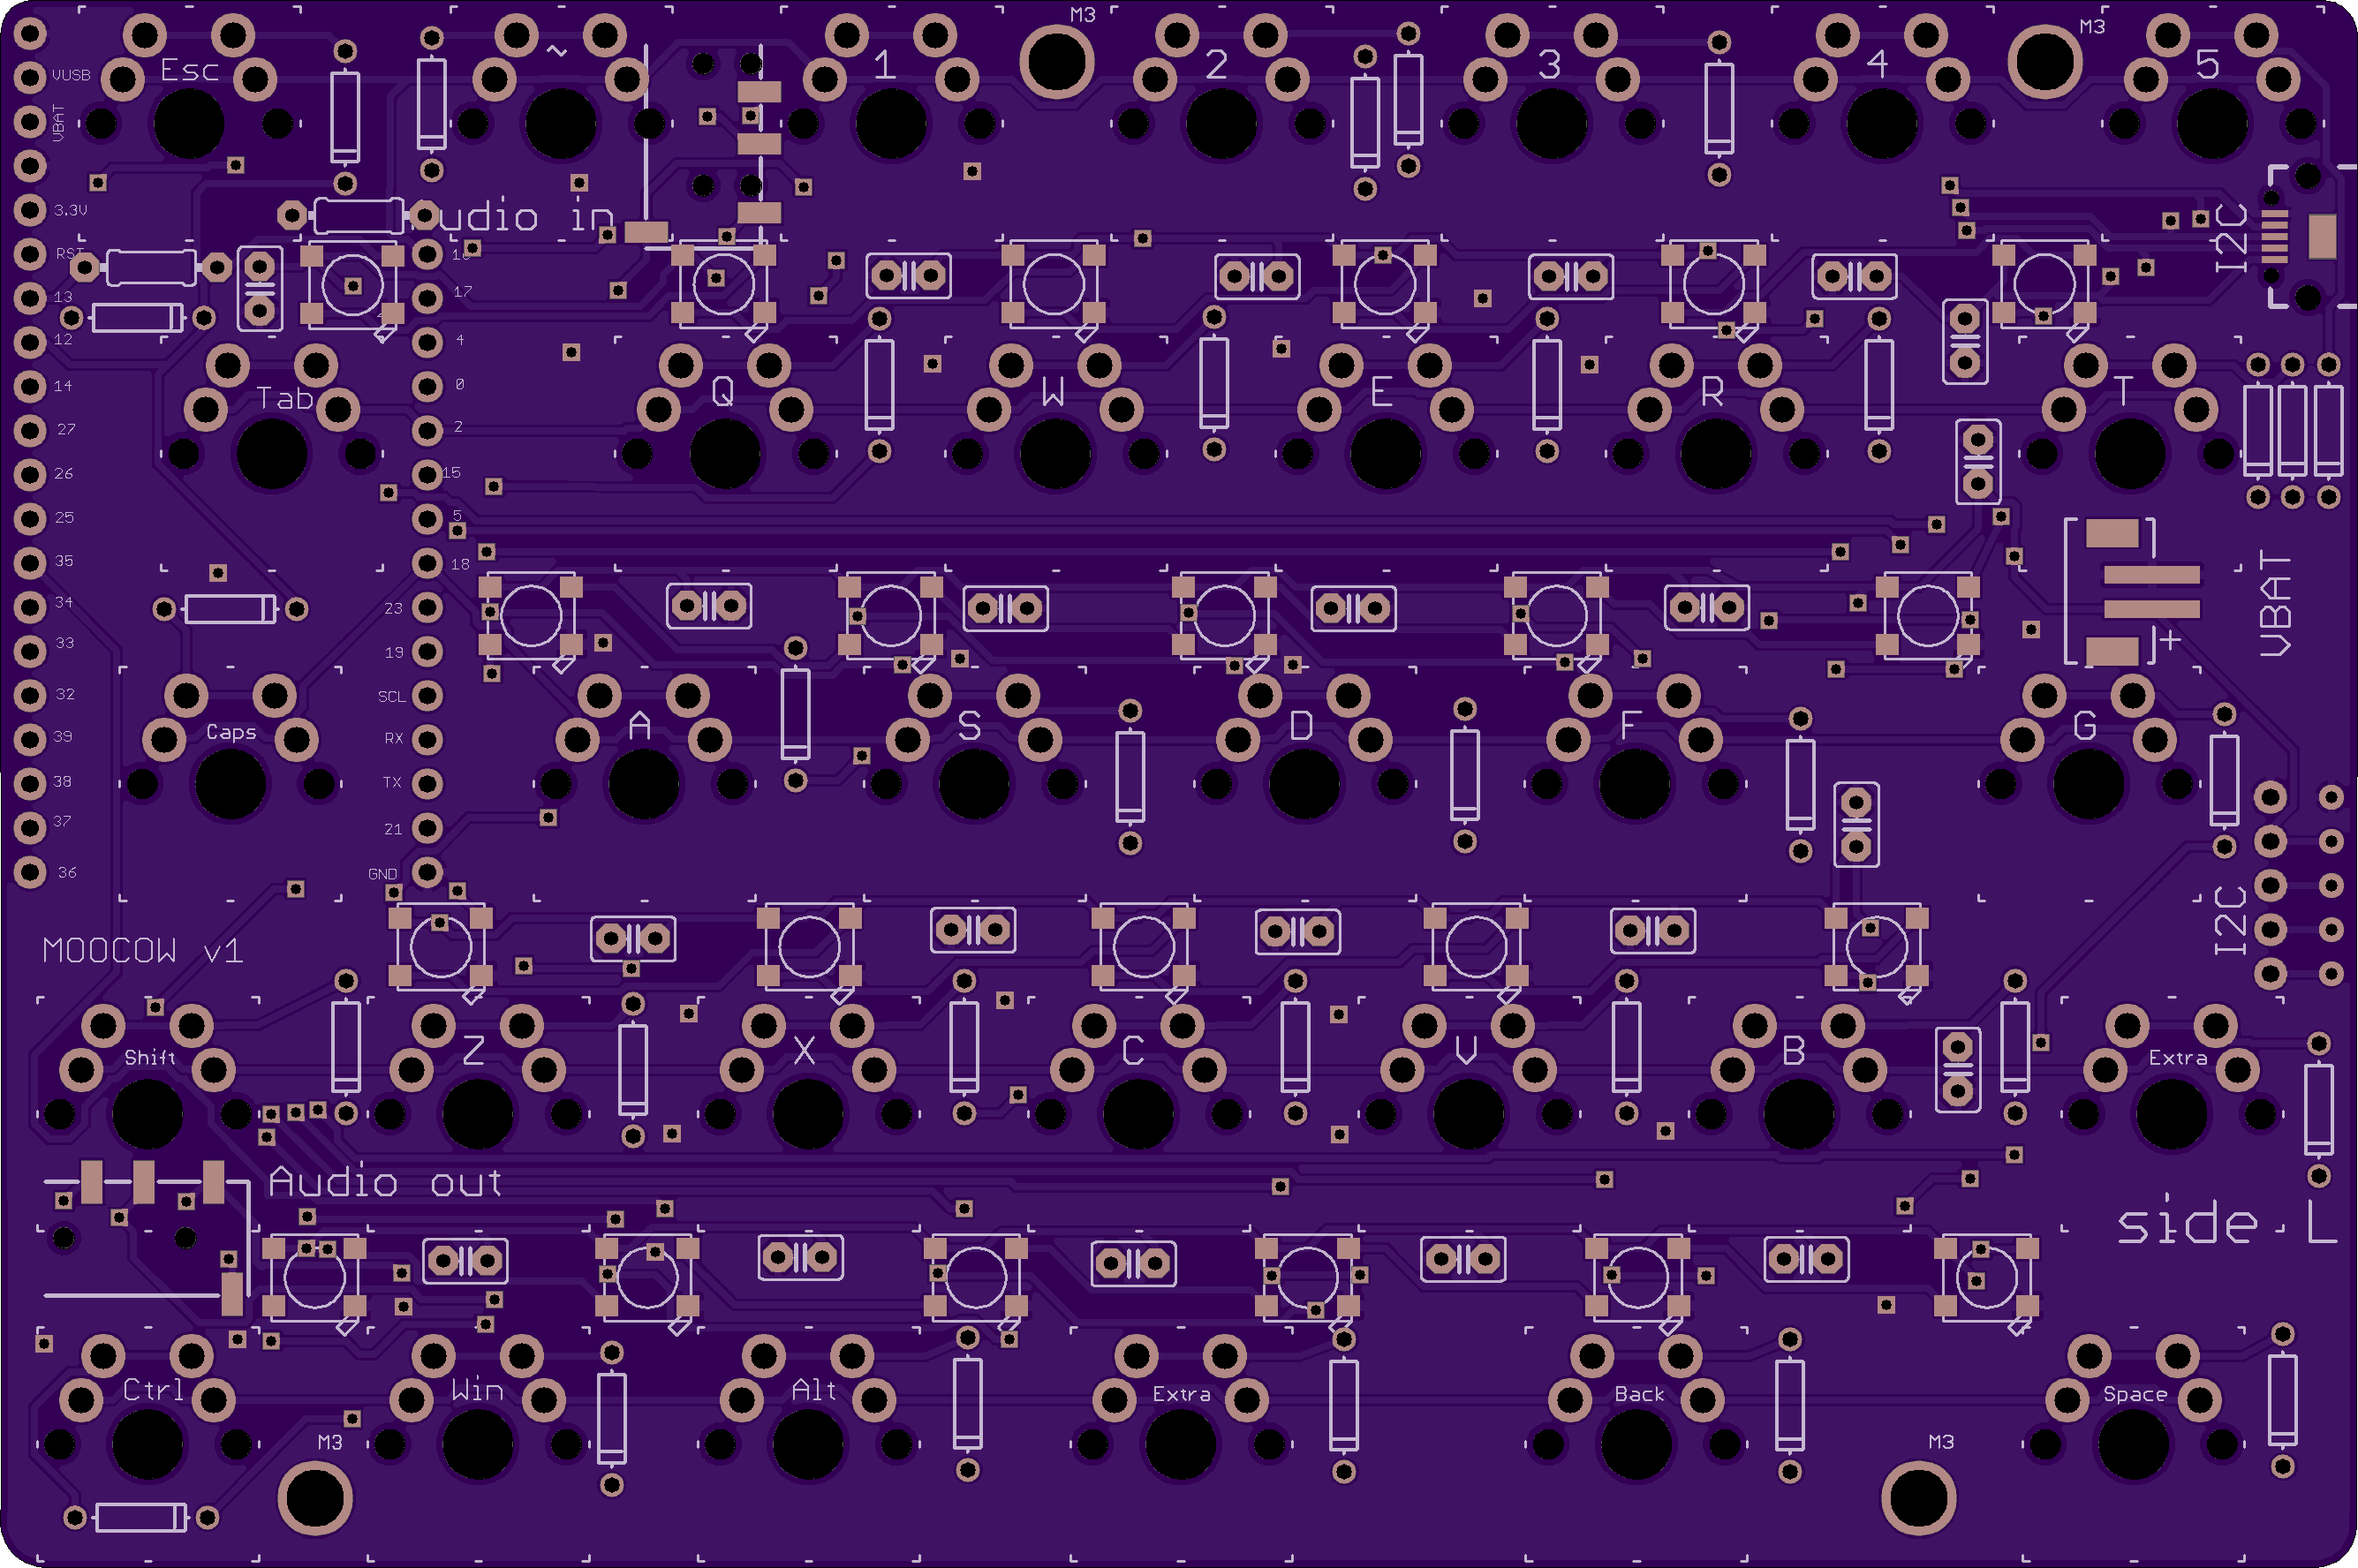 M3
M3
Esc
~
1
2
3
4
5
VUSB
VBAT
3.3V
udio in
I2C
RST
16
13
17
12
4
14
0
27
2
26
15
25
5
35
18
34
23
33
19
32
SCL
39
RX
38
TX
37
21
36
GND
Tab
Q
W
E
R
T
VBAT
+
Caps
A
S
D
F
G
I2C
MOOCOW v1
Shift
Z
X
C
V
B
Extra
Audio out
side L
Ctrl
Win
Alt
Extra
Back
Space
M3
M3